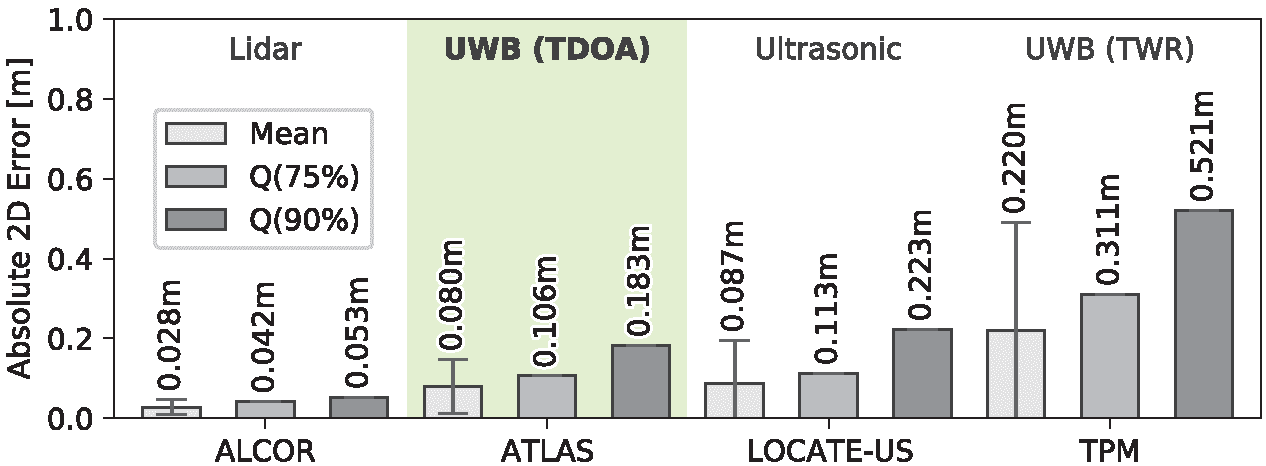 Absolute 2D Error [m]
1.0
0.8
0.6
0.4
0.2
0.0
Lidar
UWB (TDOA)
Ultrasonic
UWB (TWR)
Mean
Q(75%)
Q(90%)
0.028m
0.042m
0.053m
0.080m
0.106m
0.183m
0.087m
0.113m
0.223m
0.220m
0.311m
0.521m
ALCOR
ATLAS
LOCATE-US
TPM